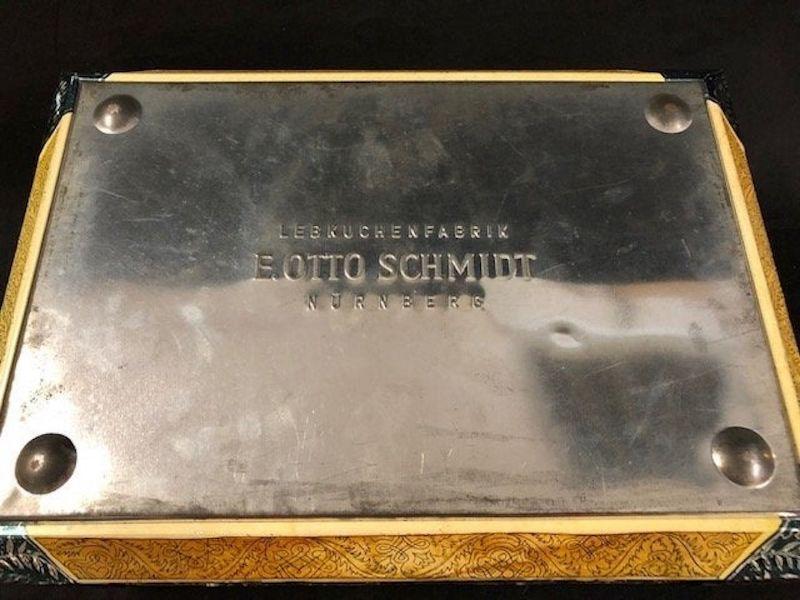 LEBKUCHENFABRIK
E. OTTO SCHMIDT
NÜRNBERG